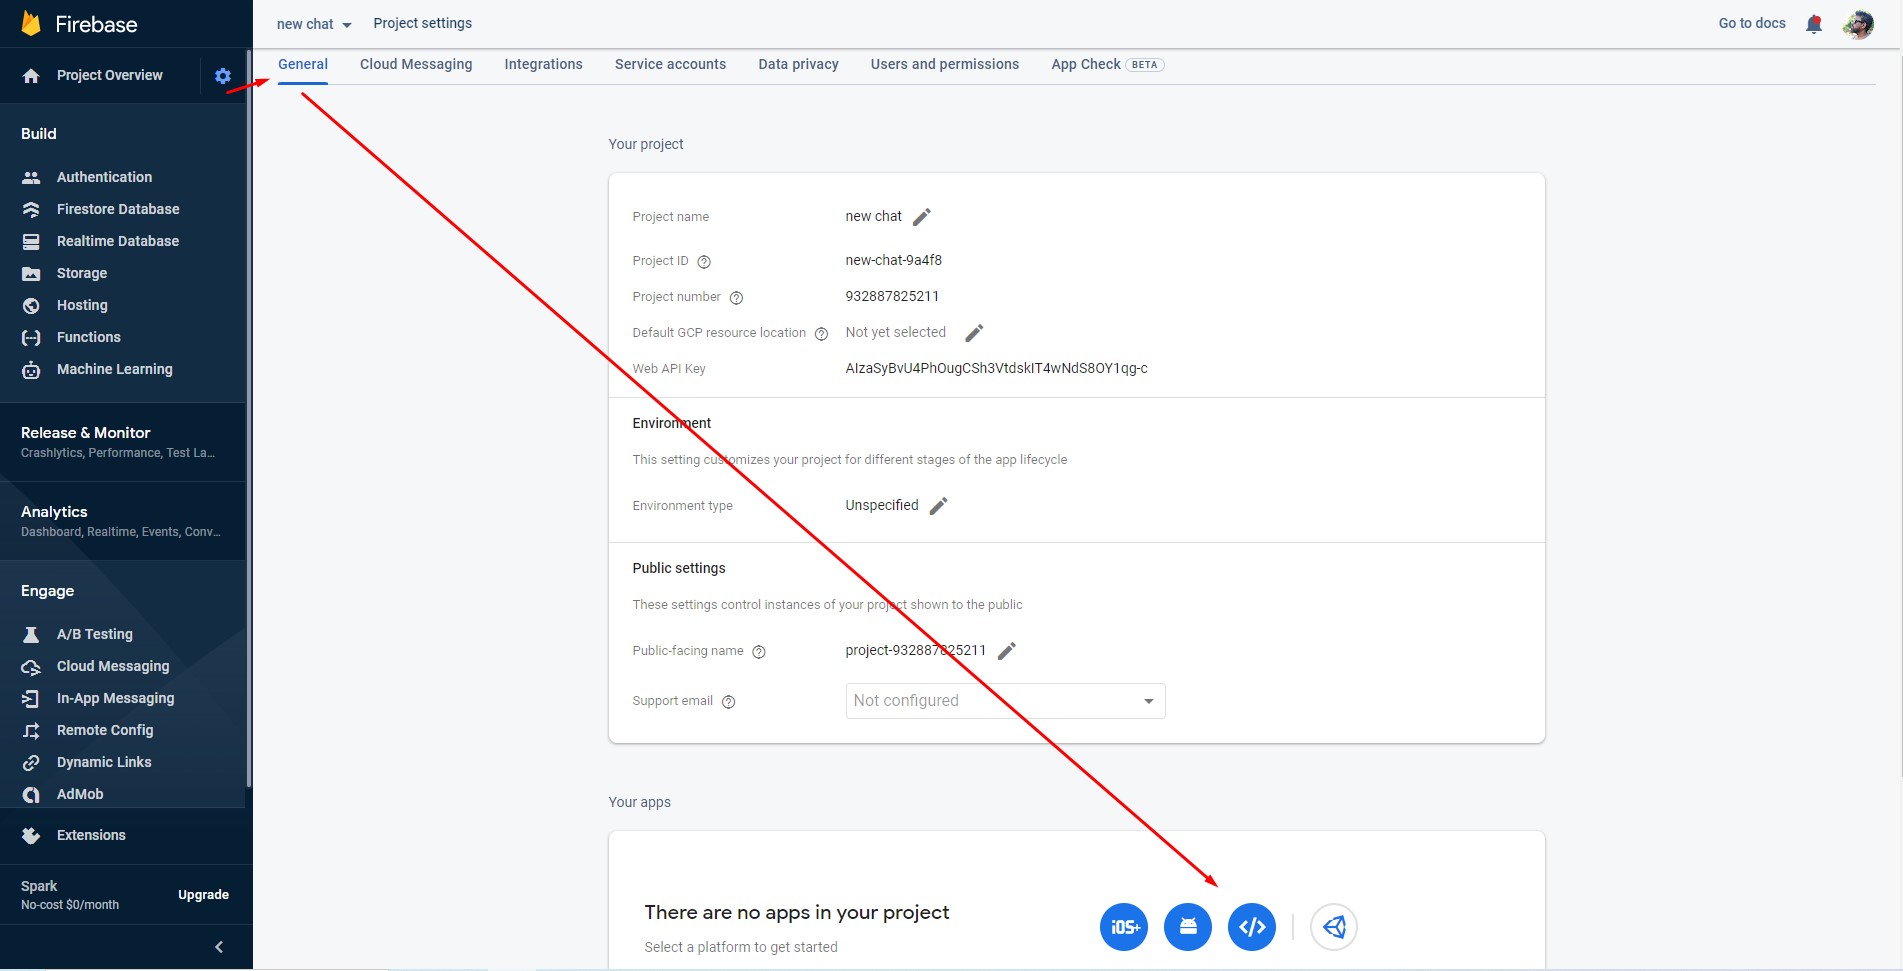 Firebase
new chat
Project settings
Go to docs
Project Overview
General
Cloud Messaging
Integrations
Service accounts
Data privacy
Users and permissions
App Check BETA
Build
Authentication
Firestore Database
Realtime Database
Storage
Hosting
Functions
Machine Learning
Release & Monitor
Crashlytics, Performance, Test La...
Analytics
Dashboard, Realtime, Events, Conv...
Engage
A/B Testing
Cloud Messaging
In-App Messaging
Remote Config
Dynamic Links
AdMob
Extensions
Spark
No-cost $0/month
Upgrade
Your project
Project name new chat
Project ID new-chat-9a4f8
Project number 932887825211
Default GCP resource location Not yet selected
Web API Key AIzaSyBvU4PhOugCSh3VtdskIT4wNdS8OY1qg-c
Environment
This setting customizes your project for different stages of the app lifecycle
Environment type Unspecified
Public settings
These settings control instances of your project shown to the public
Public-facing name project-932887825211
Support email Not configured
Your apps
There are no apps in your project
Select a platform to get started
iOS+